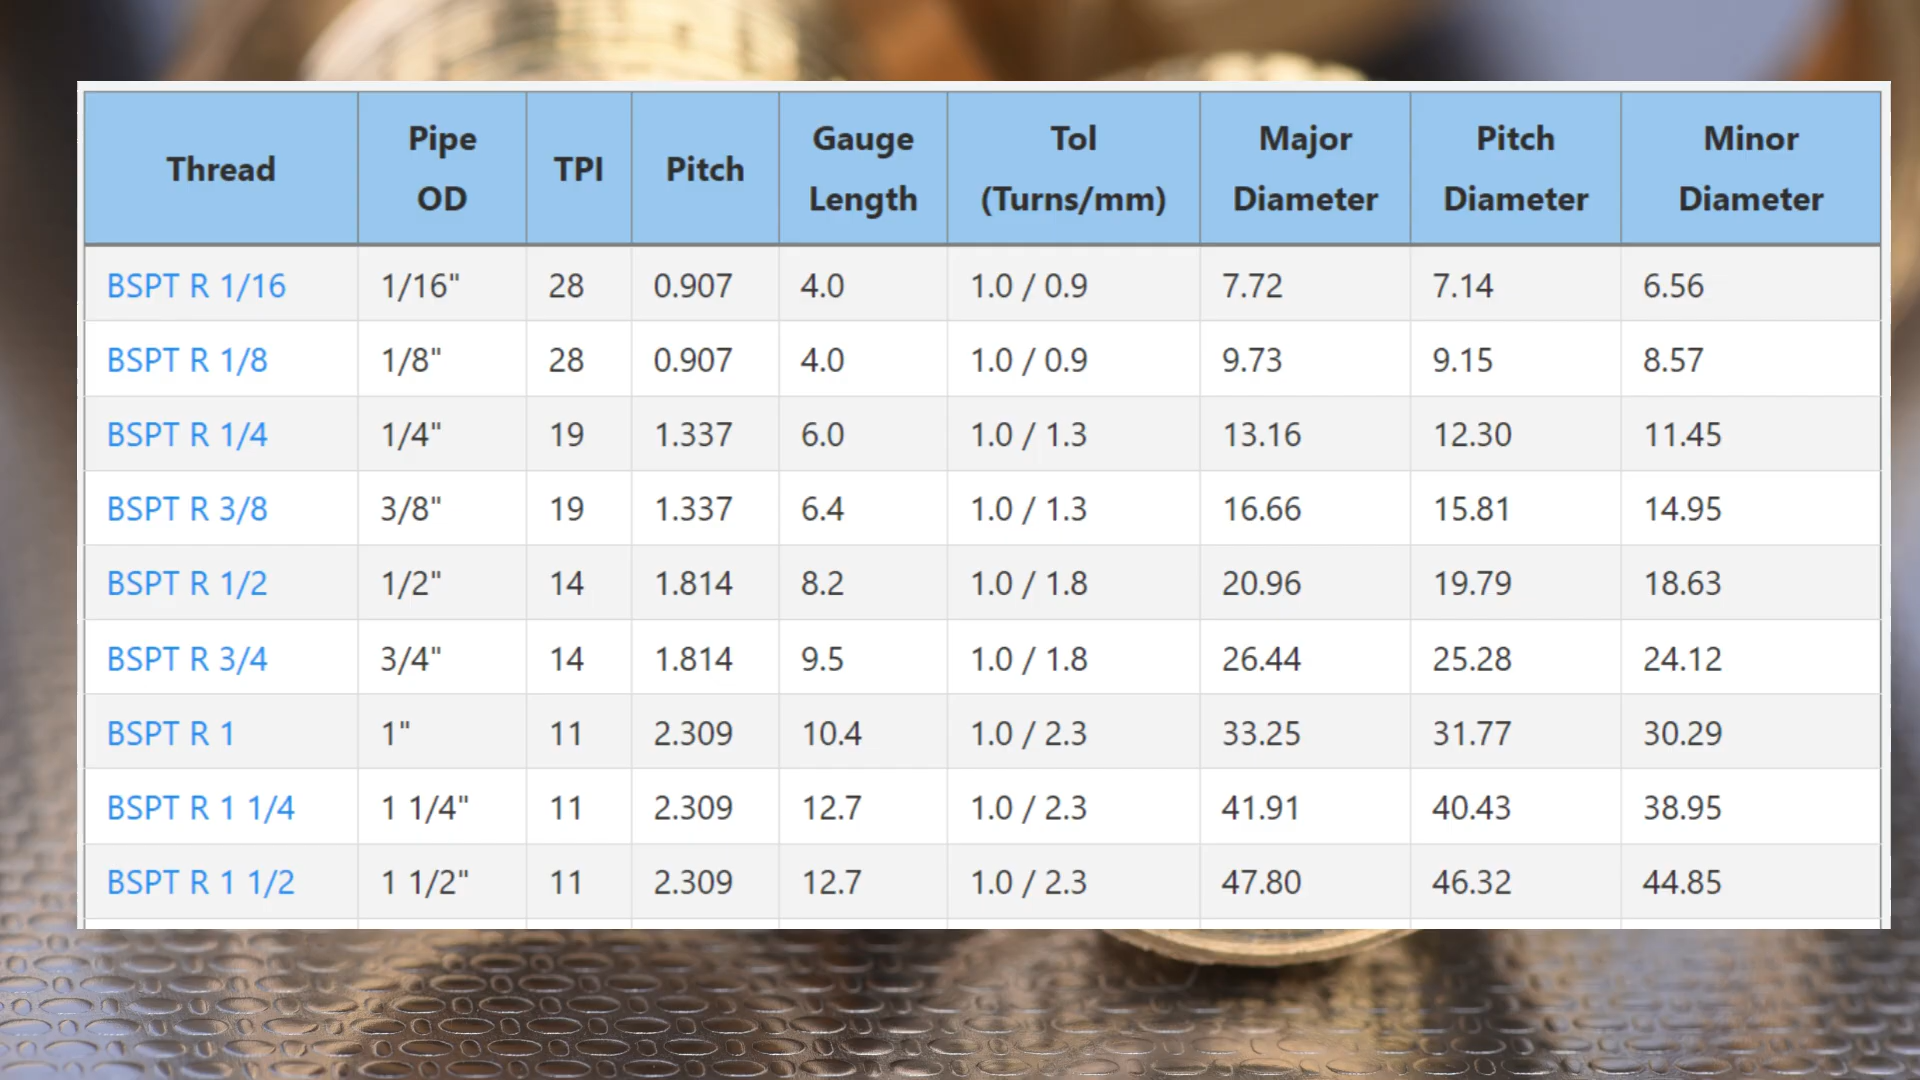 Thread Pipe OD TPI Pitch Gauge Length Tol (Turns/mm) Major Diameter Pitch Diameter Minor Diameter
BSPT R 1/16 1/16" 28 0.907 4.0 1.0 / 0.9 7.72 7.14 6.56
BSPT R 1/8 1/8" 28 0.907 4.0 1.0 / 0.9 9.73 9.15 8.57
BSPT R 1/4 1/4" 19 1.337 6.0 1.0 / 1.3 13.16 12.30 11.45
BSPT R 3/8 3/8" 19 1.337 6.4 1.0 / 1.3 16.66 15.81 14.95
BSPT R 1/2 1/2" 14 1.814 8.2 1.0 / 1.8 20.96 19.79 18.63
BSPT R 3/4 3/4" 14 1.814 9.5 1.0 / 1.8 26.44 25.28 24.12
BSPT R 1 1" 11 2.309 10.4 1.0 / 2.3 33.25 31.77 30.29
BSPT R 1 1/4 1 1/4" 11 2.309 12.7 1.0 / 2.3 41.91 40.43 38.95
BSPT R 1 1/2 1 1/2" 11 2.309 12.7 1.0 / 2.3 47.80 46.32 44.85